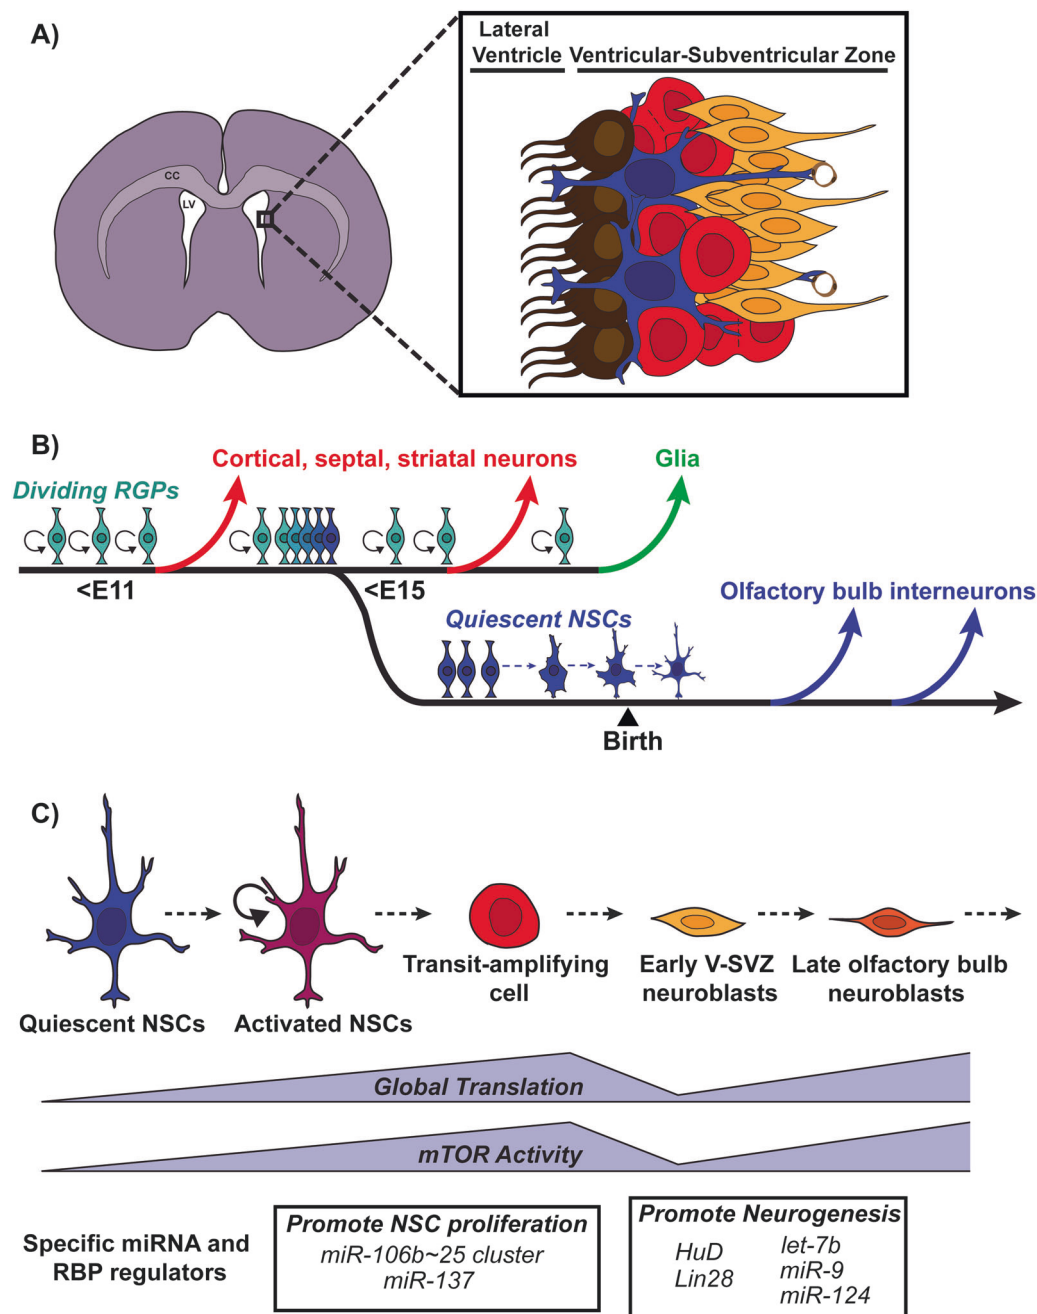 A)
Lateral
Ventricle
Ventricular-Subventricular Zone
CC
LV
B)
Cortical, septal, striatal neurons
Glia
Dividing RGPs
<E11
<E15
Olfactory bulb interneurons
Quiescent NSCs
Birth
C)
Quiescent NSCs
Activated NSCs
Transit-amplifying
cell
Early V-SVZ
neuroblasts
Late olfactory bulb
neuroblasts
Global Translation
mTOR Activity
Specific miRNA and
RBP regulators
Promote NSC proliferation
miR-106b~25 cluster
miR-137
Promote Neurogenesis
HuD
Lin28
let-7b
miR-9
miR-124